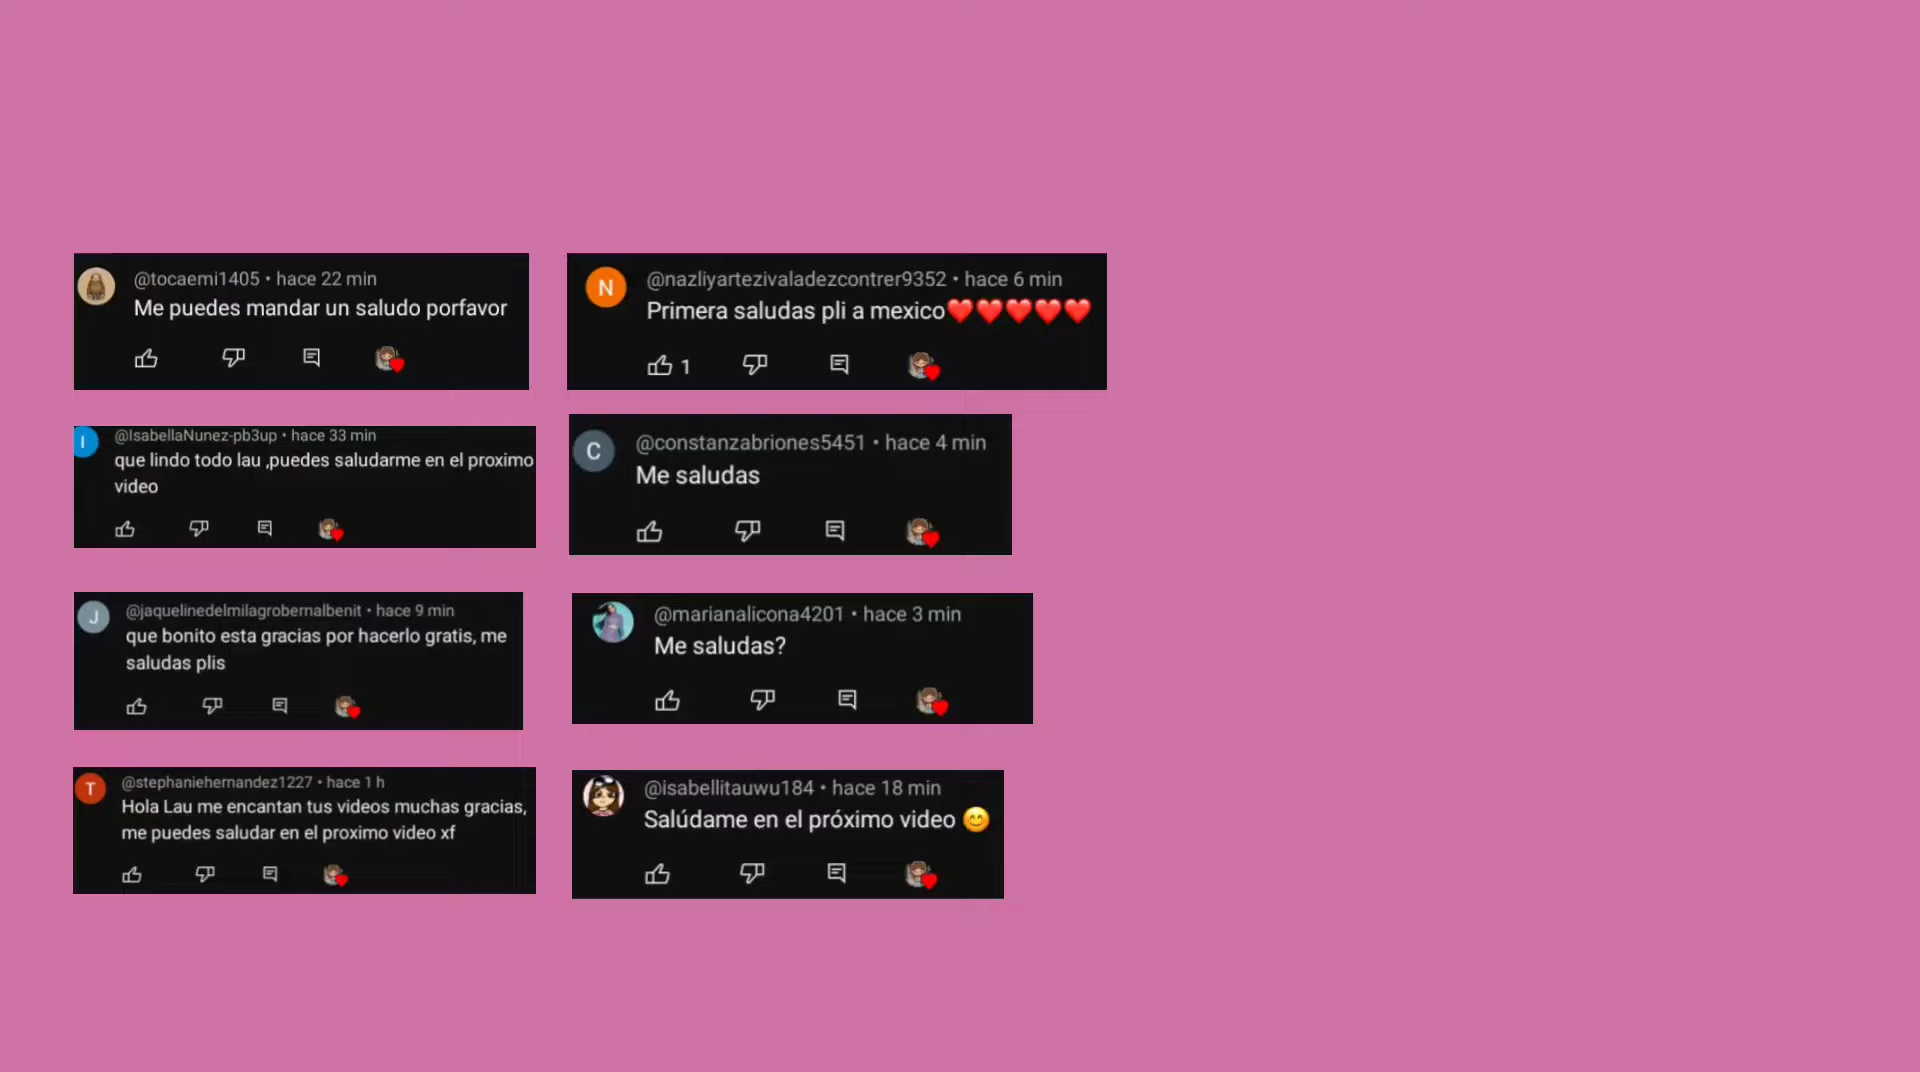 @tocaemi1405 • hace 22 min
Me puedes mandar un saludo porfavor
@IsabellaNunez-pb3up • hace 33 min
que lindo todo lau ,puedes saludarme en el proximo
video
@jaquelinedelmilagrobernalbenit • hace 9 min
que bonito esta gracias por hacerlo gratis, me
saludas plis
@stephaniehernandez1227 • hace 1 h
Hola Lau me encantan tus videos muchas gracias,
me puedes saludar en el proximo video xf
@nazliyartezivaladezcontrer9352 • hace 6 min
Primera saludas pli a mexico❤️❤️❤️❤️❤️
1
@constanzabriones5451 • hace 4 min
Me saludas
@marianalicona4201 • hace 3 min
Me saludas?
@isabellitauwu184 • hace 18 min
Salúdame en el próximo video 😊
N
I
C
J
T